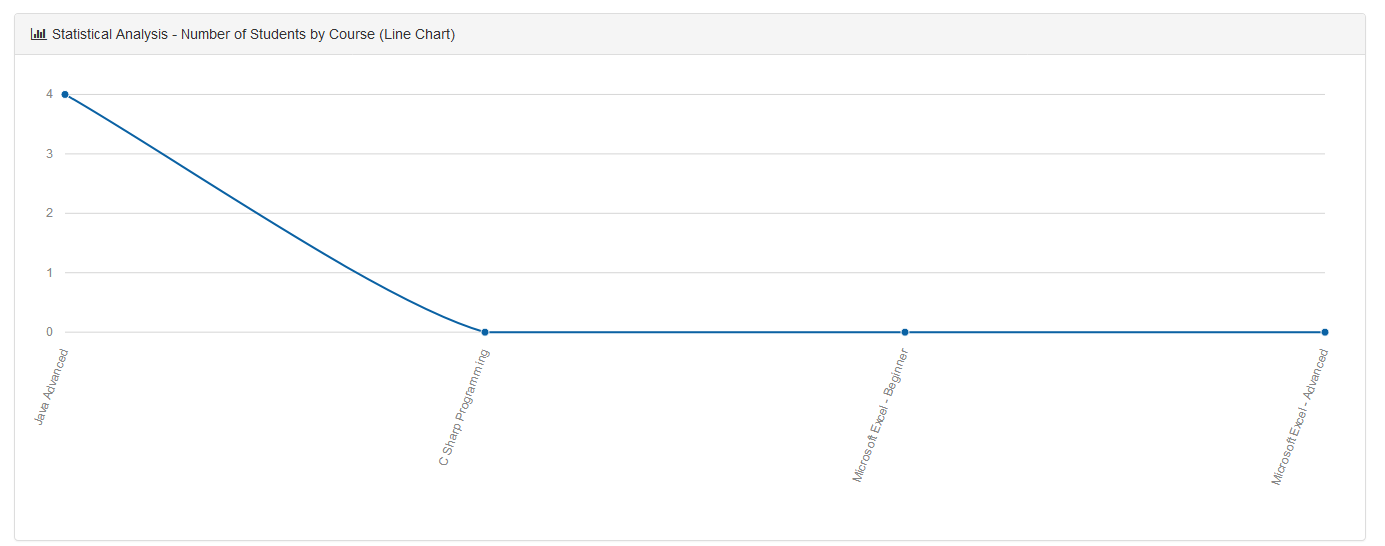 Statistical Analysis - Number of Students by Course (Line Chart)
4
3
2
1
0
Java Advanced
C Sharp Programming
Microsoft Excel - Beginner
Microsoft Excel - Advanced